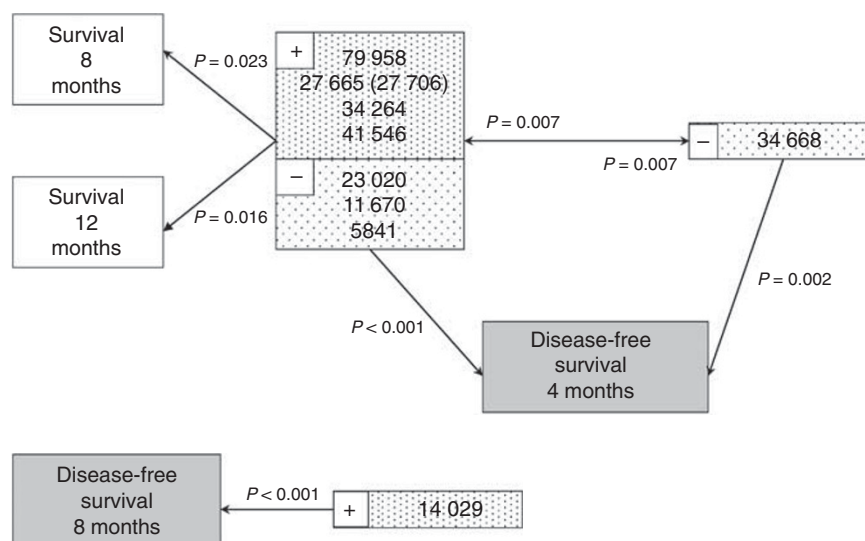 Survival
8
months
P = 0.023
+
79 958
27 665 (27 706)
34 264
41 546
P = 0.007
P = 0.007
−
34 668
Survival
12
months
P = 0.016
−
23 020
11 670
5841
P < 0.001
P = 0.002
Disease-free
survival
4 months
Disease-free
survival
8 months
P < 0.001
+
14 029